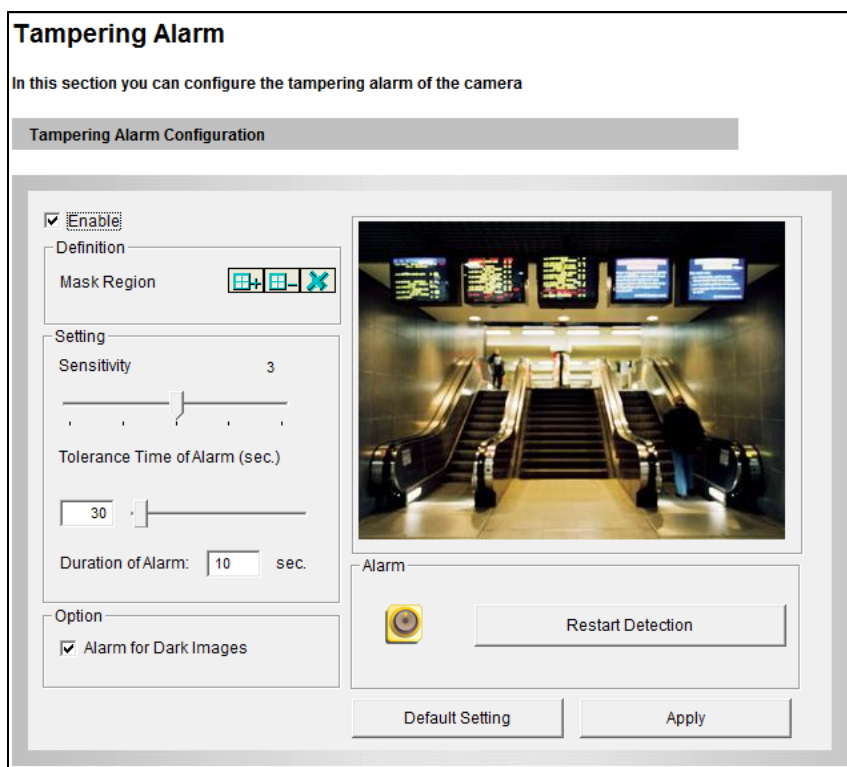 Tampering Alarm
In this section you can configure the tampering alarm of the camera
Tampering Alarm Configuration
Enable
Definition
Mask Region
Setting
Sensitivity 3
Tolerance Time of Alarm (sec.)
30
Duration of Alarm: 10 sec.
Option
Alarm for Dark Images
Alarm
Restart Detection
Default Setting
Apply